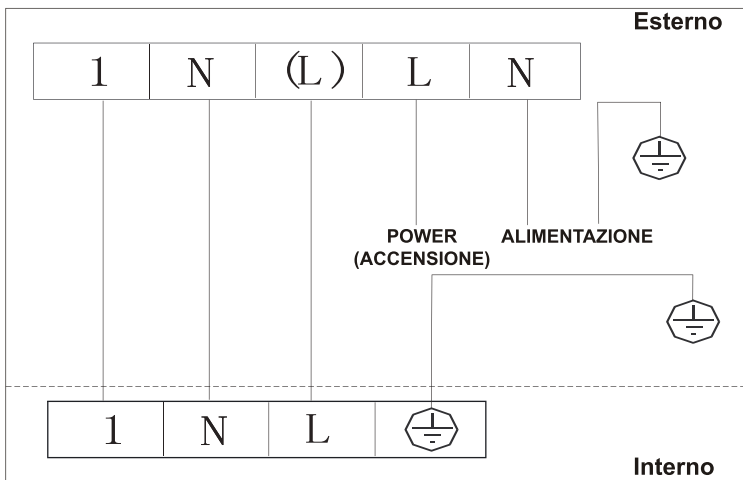 Esterno
1 N (L) L N
POWER ALIMENTAZIONE
(ACCENSIONE)
1 N L
Interno